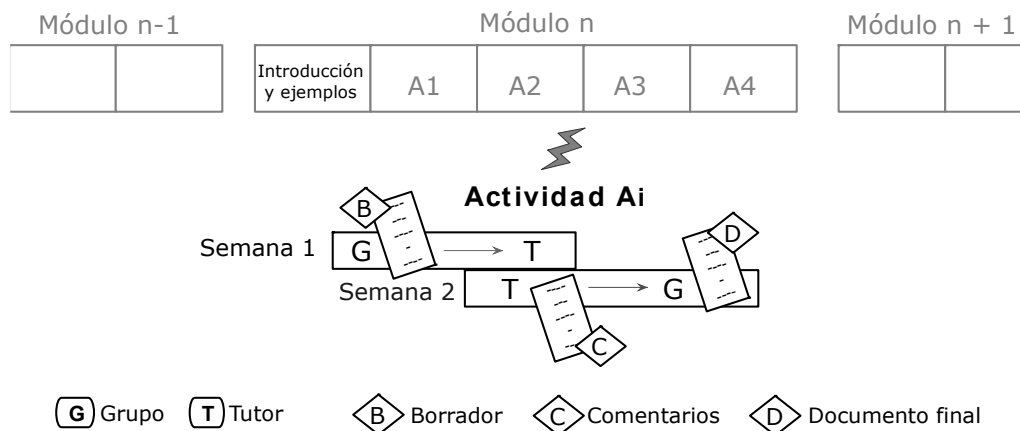 Módulo n-1
Módulo n
Módulo n + 1
Introducción
y ejemplos
A1
A2
A3
A4
Actividad Ai
B
D
Semana 1
G
T
Semana 2
T
G
C
G Grupo
T Tutor
B Borrador
C Comentarios
D Documento final